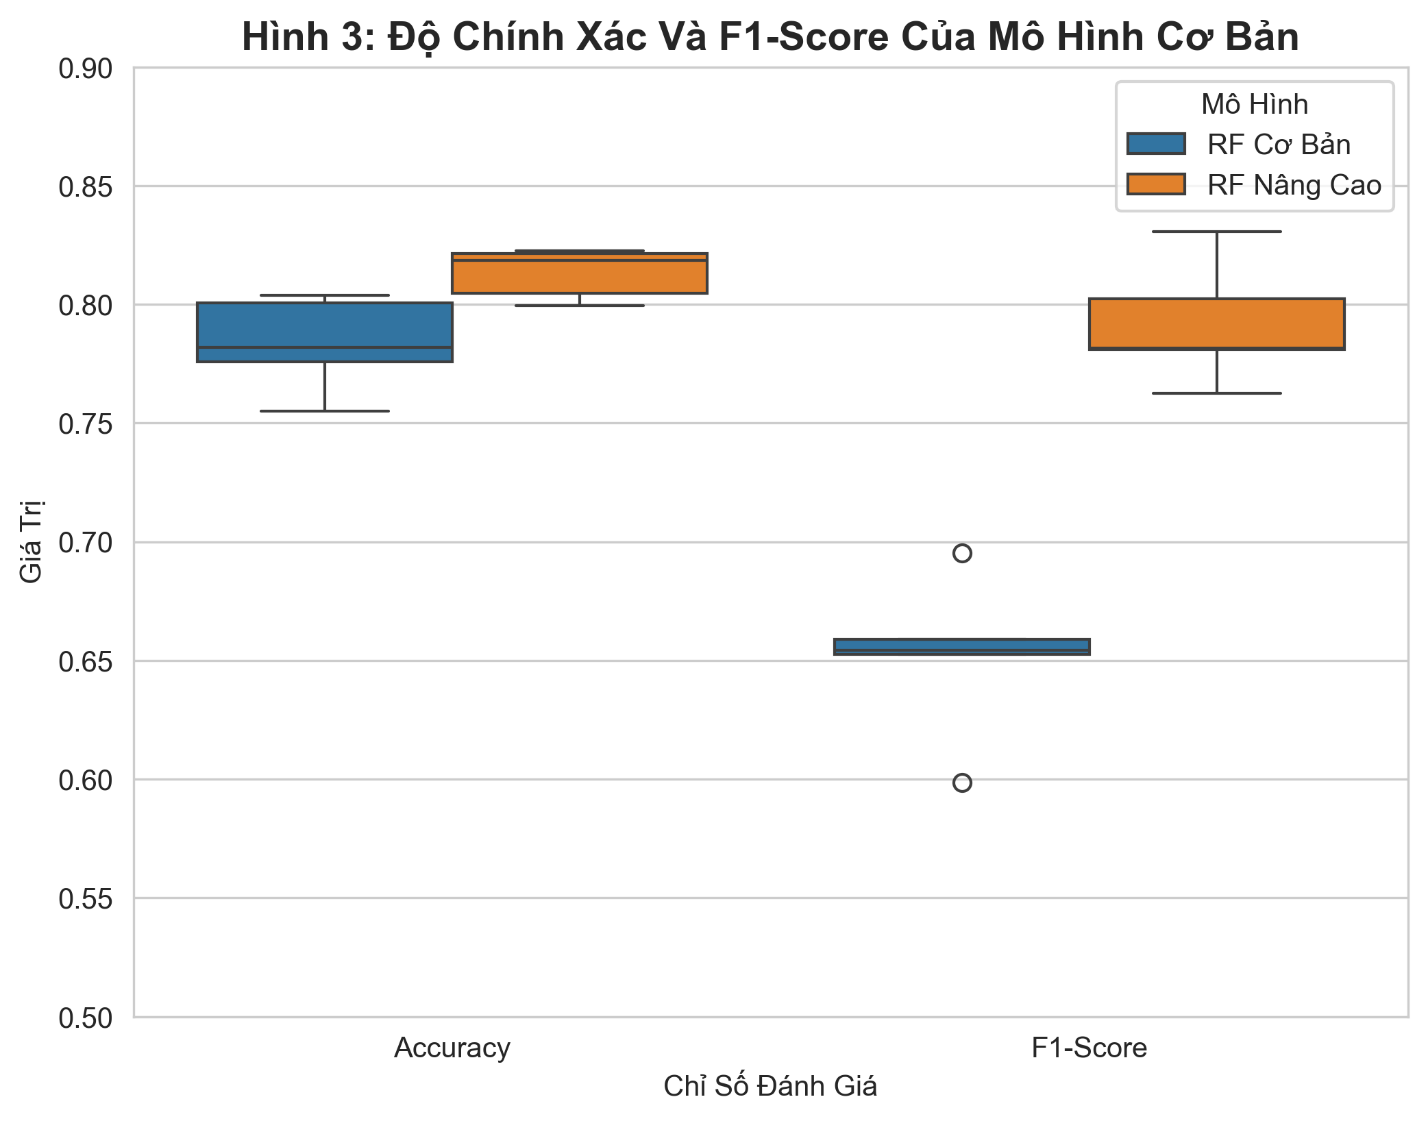 Hình 3: Độ Chính Xác Và F1-Score Của Mô Hình Cơ Bản
Mô Hình
RF Cơ Bản
RF Nâng Cao
Giá Trị
0.90
0.85
0.80
0.75
0.70
0.65
0.60
0.55
0.50
Accuracy
F1-Score
Chỉ Số Đánh Giá